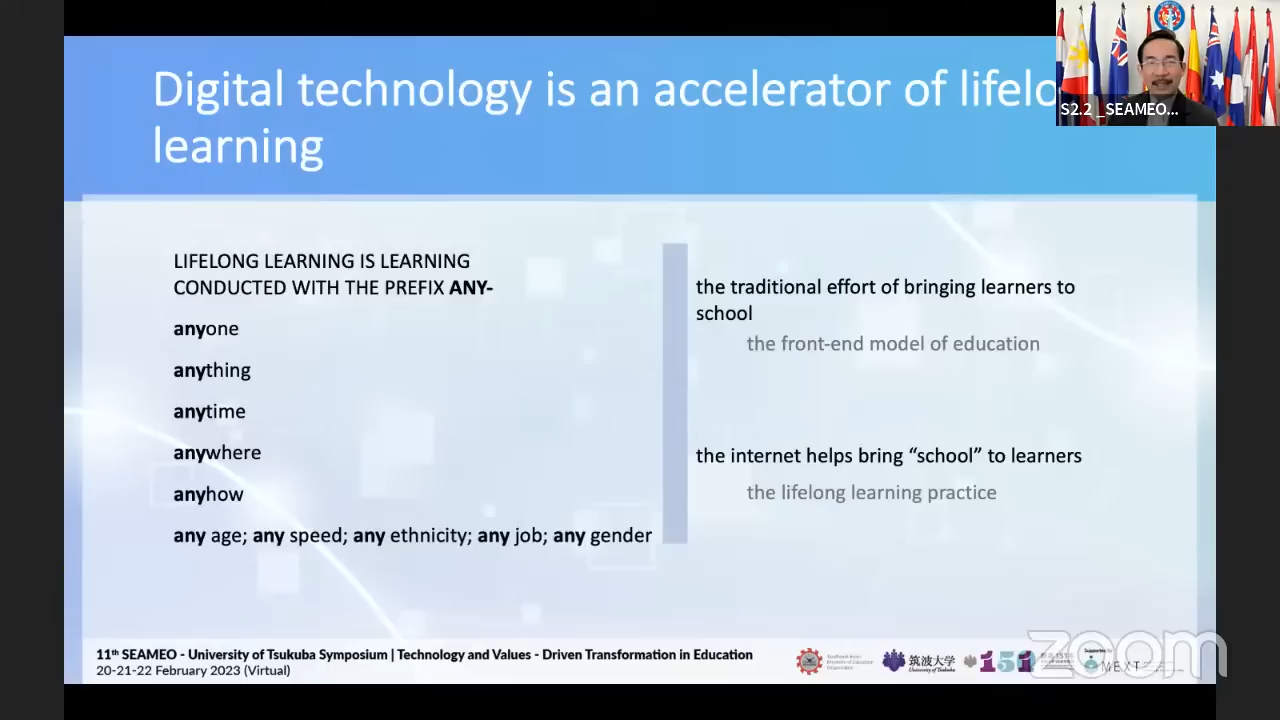 Digital technology is an accelerator of lifelo
learning
S2.2 _SEAMEO...
LIFELONG LEARNING IS LEARNING
CONDUCTED WITH THE PREFIX ANY-
anyone
anything
anytime
anywhere
anyhow
any age; any speed; any ethnicity; any job; any gender
the traditional effort of bringing learners to
school
the front-end model of education
the internet helps bring “school” to learners
the lifelong learning practice
11th SEAMEO - University of Tsukuba Symposium | Technology and Values - Driven Transformation in Education
20-21-22 February 2023 (Virtual)
筑波大学
University of Tsukuba
151
MEXT
zoom